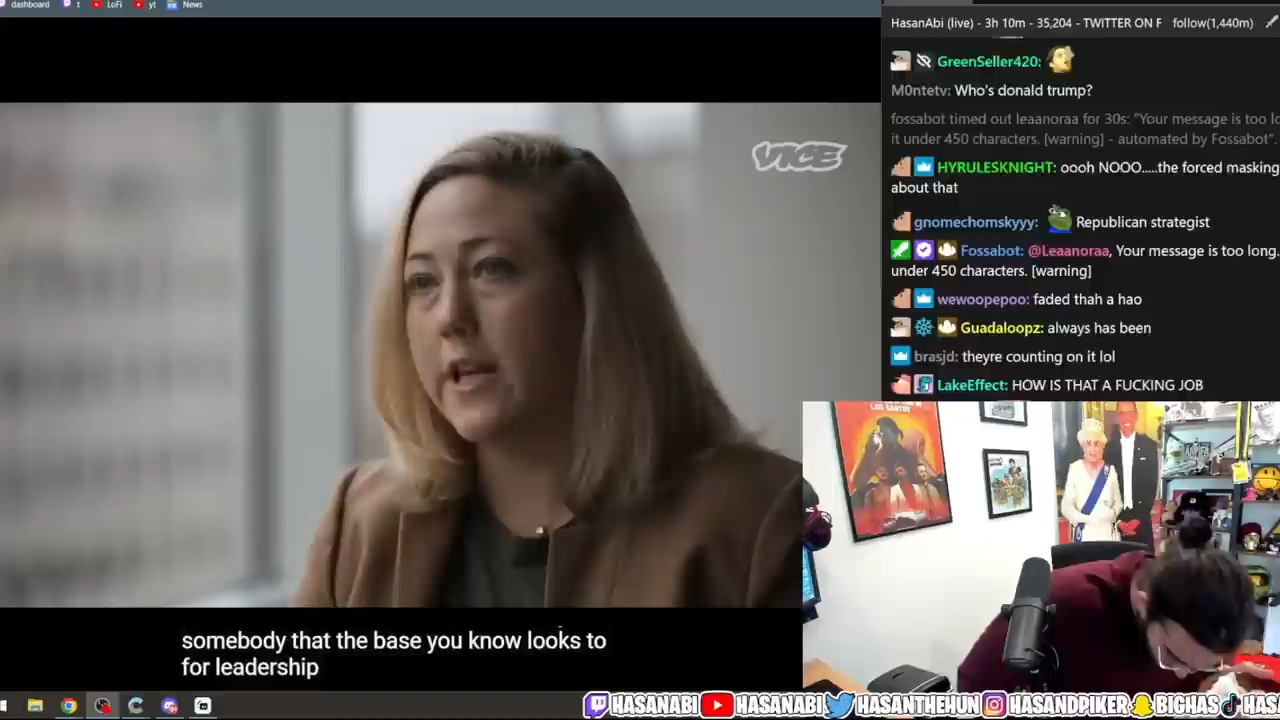 dashboard
t
LoFi
yt
News
HasanAbi (live) - 3h 10m - 35,204 - TWITTER ON F
follow(1,440m)
GreenSeller420:
M0ntetv: Who's donald trump?
fossabot timed out leaanoraa for 30s: "Your message is too lo
it under 450 characters. [warning] - automated by Fossabot".
HYRULESKNIGHT: oooh NOOO.....the forced masking
about that
gnomechomskyyy: Republican strategist
Fossabot: @Leaanoraa, Your message is too long.
under 450 characters. [warning]
wewoopepoo: faded thah a hao
Guadaloopz: always has been
brasjd: theyre counting on it lol
LakeEffect: HOW IS THAT A FUCKING JOB
VICE
LOS SANTOS
somebody that the base you know looks to
for leadership
HASANABI HASANABI HASANTHEHUN HASANDPIKER BIGHAS HAS